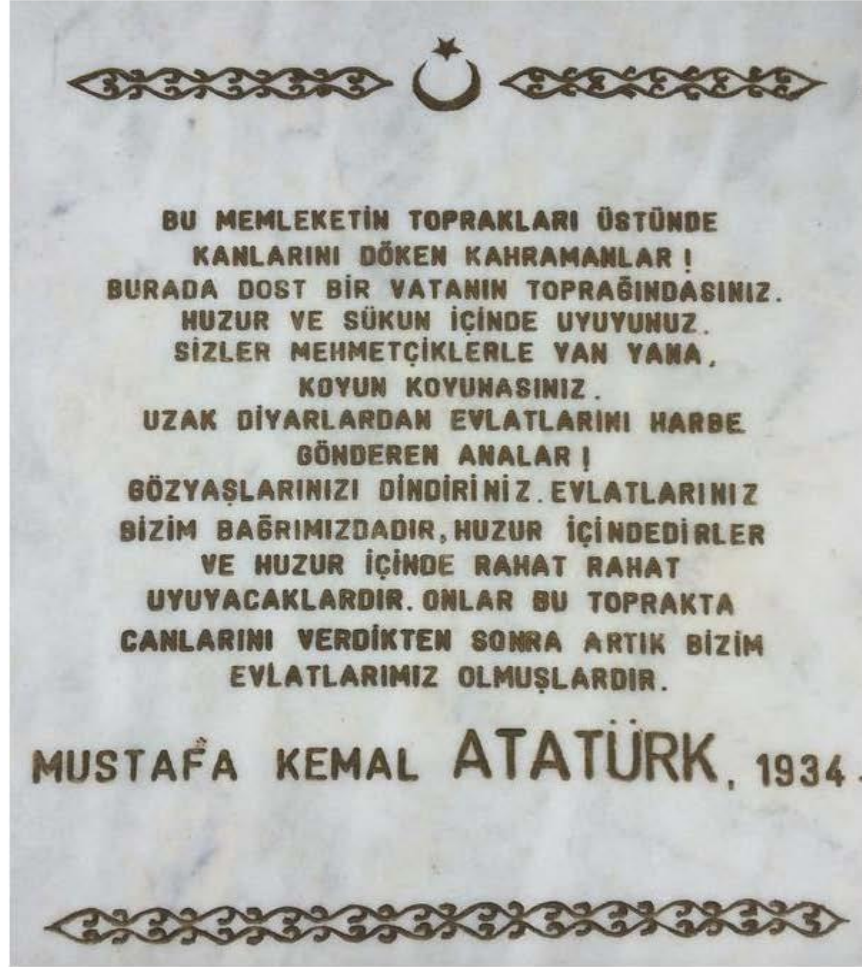 BU MEMLEKETİN TOPRAKLARI ÜSTÜNDE
KANLARINI DÖKEN KAHRAMANLAR !
BURADA DOST BİR VATANIN TOPRAĞINDASINIZ.
HUZUR VE SÜKUN İÇİNDE UYUYUNUZ.
SİZLER MEHMETÇİKLERLE YAN YANA,
KOYUN KOYUNASINIZ.
UZAK DİYARLARDAN EVLATLARINI HARBE
GÖNDEREN ANALAR !
GÖZYAŞLARINIZI DİNDİRİNİZ. EVLATLARINIZ
BİZİM BAĞRIMIZDADIR, HUZUR İÇİNDEDİRLER
VE HUZUR İÇİNDE RAHAT RAHAT
UYUYACAKLARDIR. ONLAR BU TOPRAKTA
CANLARINI VERDİKTEN SONRA ARTIK BİZİM
EVLATLARIMIZ OLMUŞLARDIR.
MUSTAFA KEMAL ATATÜRK, 1934.